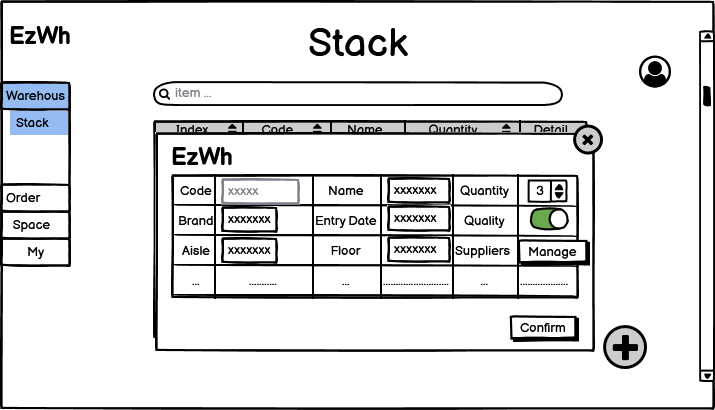 EzWh
Stack
Warehous
item ...
Stack
Index Code Name Quantity Detail
EzWh
Code xxxxx Name xxxxxxx Quantity 3
Brand xxxxxxx Entry Date xxxxxxx Quality
Aisle xxxxxxx Floor xxxxxxx Suppliers Manage
... ........... ... ....................... ... .................
Order
Space
My
Confirm